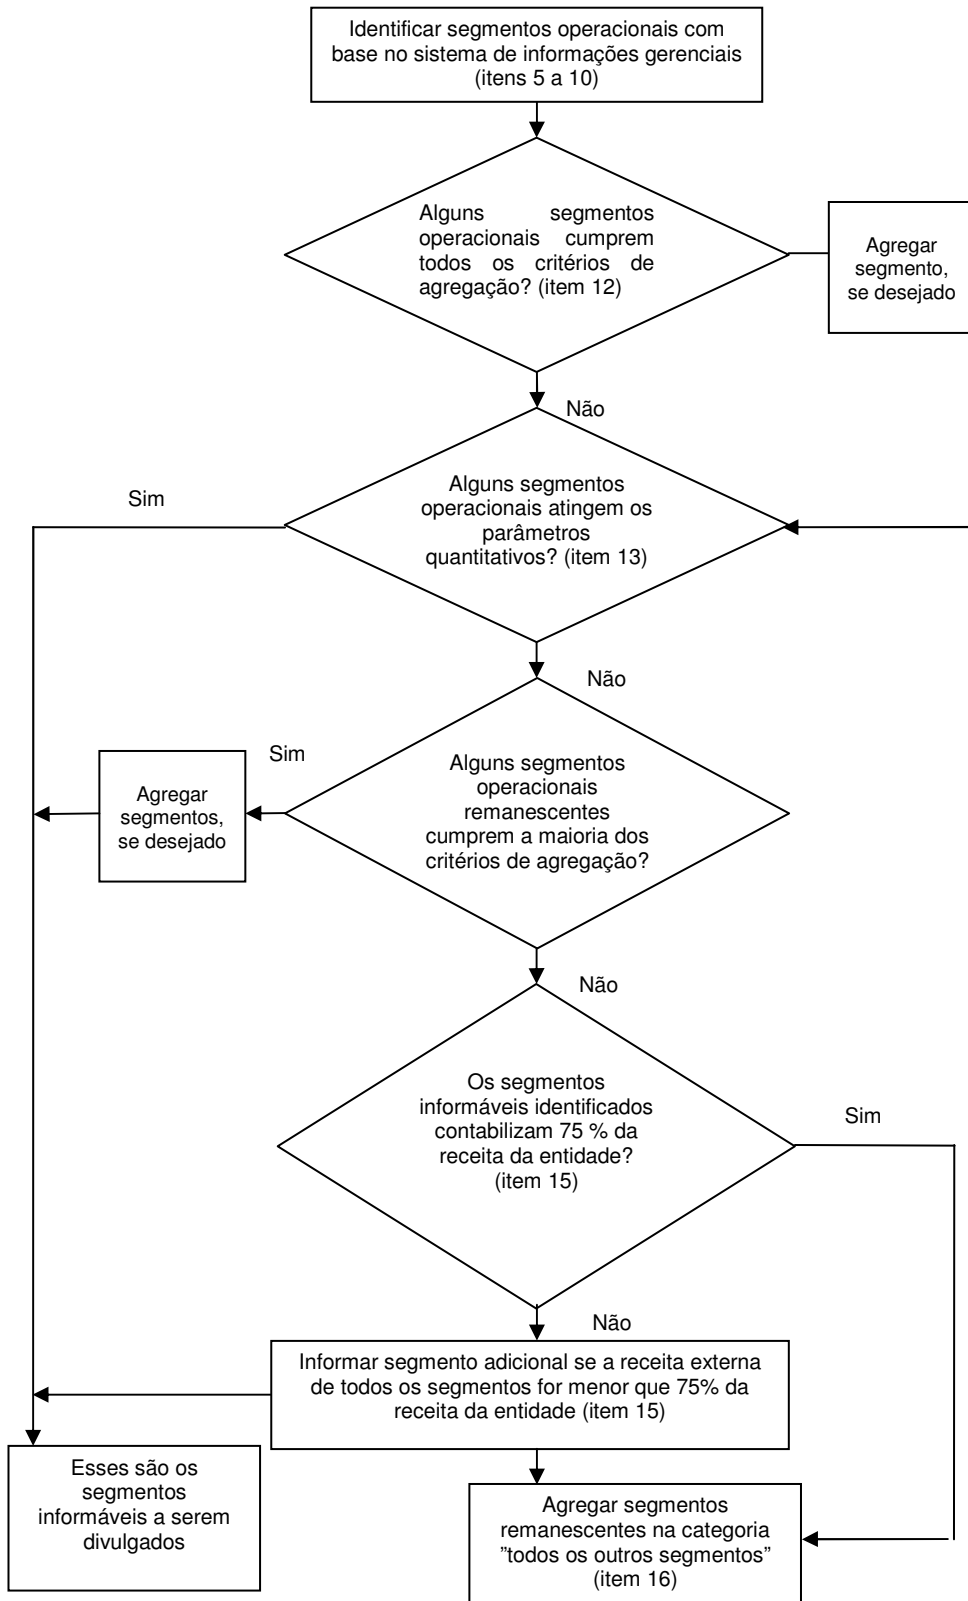 Identificar segmentos operacionais com
base no sistema de informações gerenciais
(itens 5 a 10)
Alguns segmentos
operacionais cumprem
todos os critérios de
agregação? (item 12)
Agregar
segmento,
se desejado
Não
Alguns segmentos
operacionais atingem os
parâmetros
quantitativos? (item 13)
Sim
Não
Alguns segmentos
operacionais
remanescentes
cumprem a maioria dos
critérios de agregação?
Sim
Agregar
segmentos,
se desejado
Não
Os segmentos
informáveis identificados
contabilizam 75 % da
receita da entidade?
(item 15)
Sim
Não
Informar segmento adicional se a receita externa
de todos os segmentos for menor que 75% da
receita da entidade (item 15)
Esses são os
segmentos
informáveis a serem
divulgados
Agregar segmentos
remanescentes na categoria
”todos os outros segmentos”
(item 16)